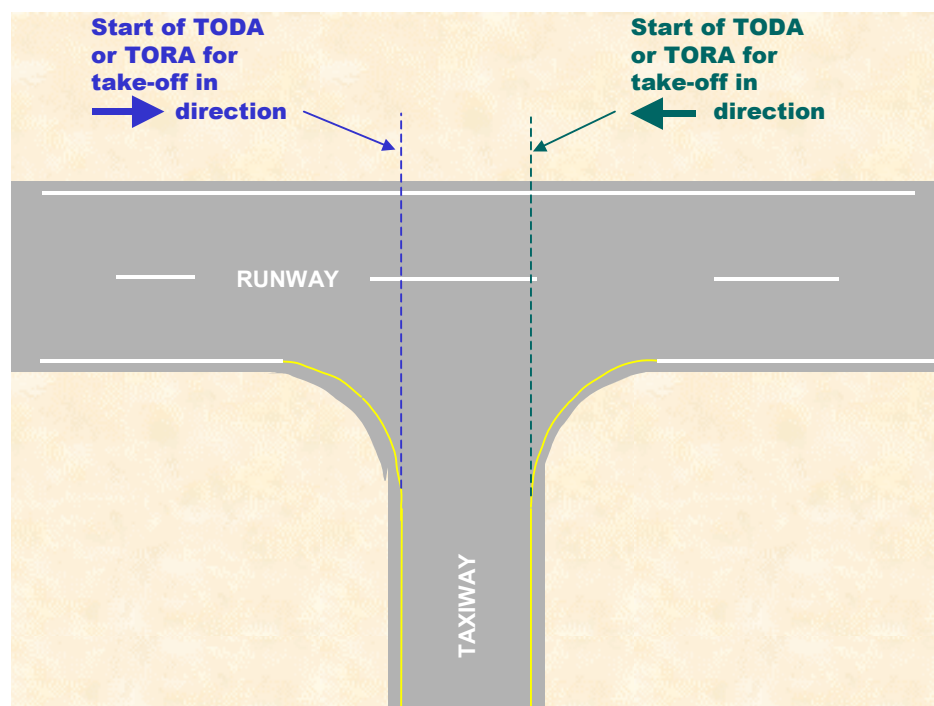 Start of TODA
or TORA for
take-off in
direction
Start of TODA
or TORA for
take-off in
direction
RUNWAY
TAXIWAY